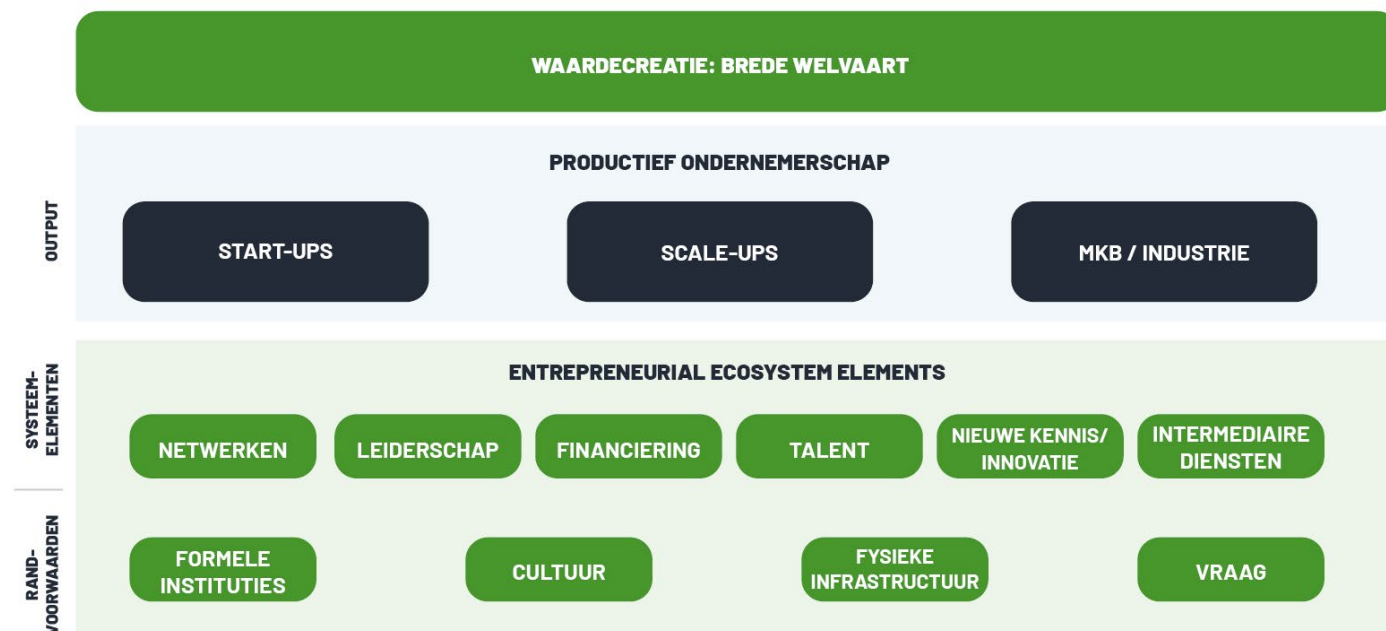 WAARDECREATIE: BREDE WELVAART
OUTPUT
PRODUCTIEF ONDERNEMERSCHAP
START-UPS
SCALE-UPS
MKB / INDUSTRIE
SYSTEEM-
ELEMENTEN
ENTREPRENEURIAL ECOSYSTEM ELEMENTS
NETWERKEN
LEIDERSCHAP
FINANCIERING
TALENT
NIEUWE KENNIS/
INNOVATIE
INTERMEDIAIRE
DIENSTEN
RAND-
VOORWAARDEN
FORMELE
INSTITUTIES
CULTUUR
FYSIEKE
INFRASTRUCTUUR
VRAAG